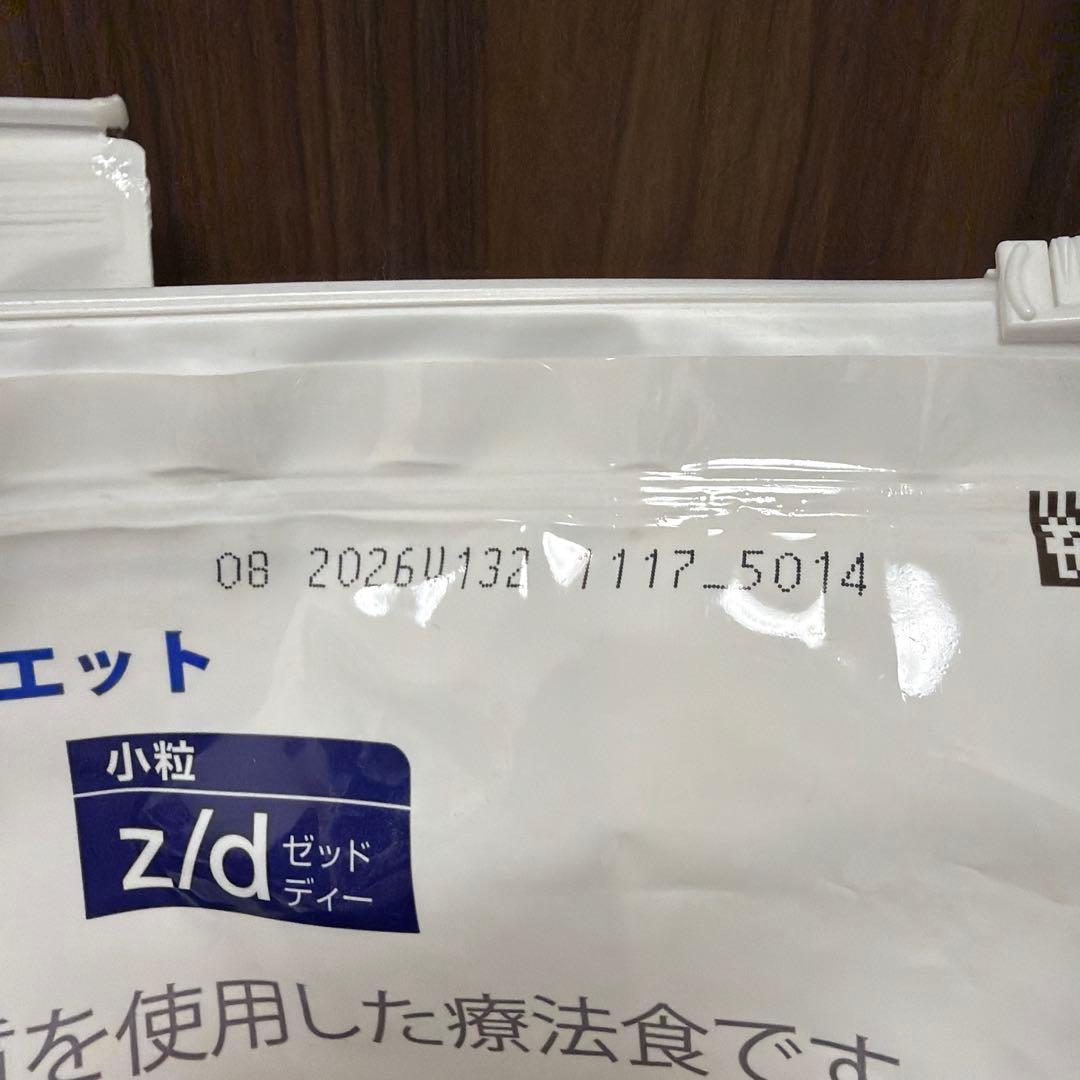 08 2026W132 1117_5014
エット
小粒
z/d ゼッド
ディー
を使用した療法食です